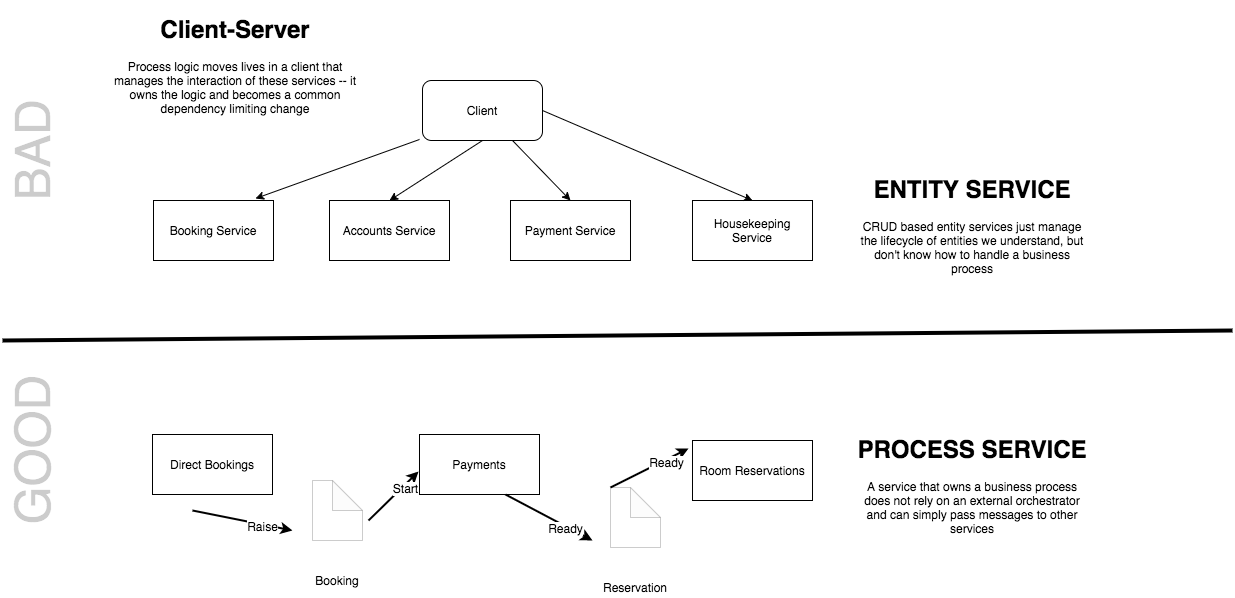 BAD
Client-Server
Process logic moves lives in a client that
manages the interaction of these services -- it
owns the logic and becomes a common
dependency limiting change
Client
Booking Service
Accounts Service
Payment Service
Housekeeping
Service
ENTITY SERVICE
CRUD based entity services just manage
the lifecycle of entities we understand, but
don't know how to handle a business
process
GOOD
Direct Bookings
Raise
Booking
Start
Payments
Ready
Reservation
Ready
Room Reservations
PROCESS SERVICE
A service that owns a business process
does not rely on an external orchestrator
and can simply pass messages to other
services